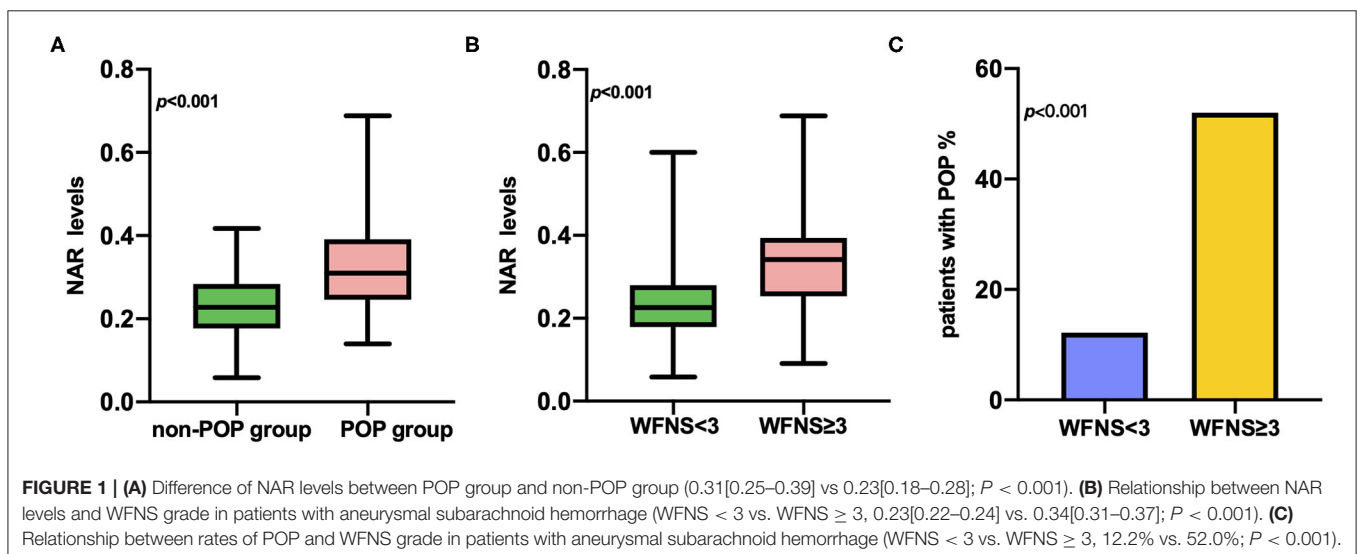 A
0.8
0.6
0.4
0.2
0.0
NAR levels
p<0.001
non-POP group
POP group
B
0.8
0.6
0.4
0.2
0.0
NAR levels
p<0.001
WFNS<3
WFNS≥3
C
60
40
20
0
patients with POP %
p<0.001
WFNS<3
WFNS≥3
FIGURE 1 | (A) Difference of NAR levels between POP group and non-POP group (0.31[0.25–0.39] vs 0.23[0.18–0.28]; P < 0.001). (B) Relationship between NAR
levels and WFNS grade in patients with aneurysmal subarachnoid hemorrhage (WFNS < 3 vs. WFNS ≥ 3, 0.23[0.22–0.24] vs. 0.34[0.31–0.37]; P < 0.001). (C)
Relationship between rates of POP and WFNS grade in patients with aneurysmal subarachnoid hemorrhage (WFNS < 3 vs. WFNS ≥ 3, 12.2% vs. 52.0%; P < 0.001).